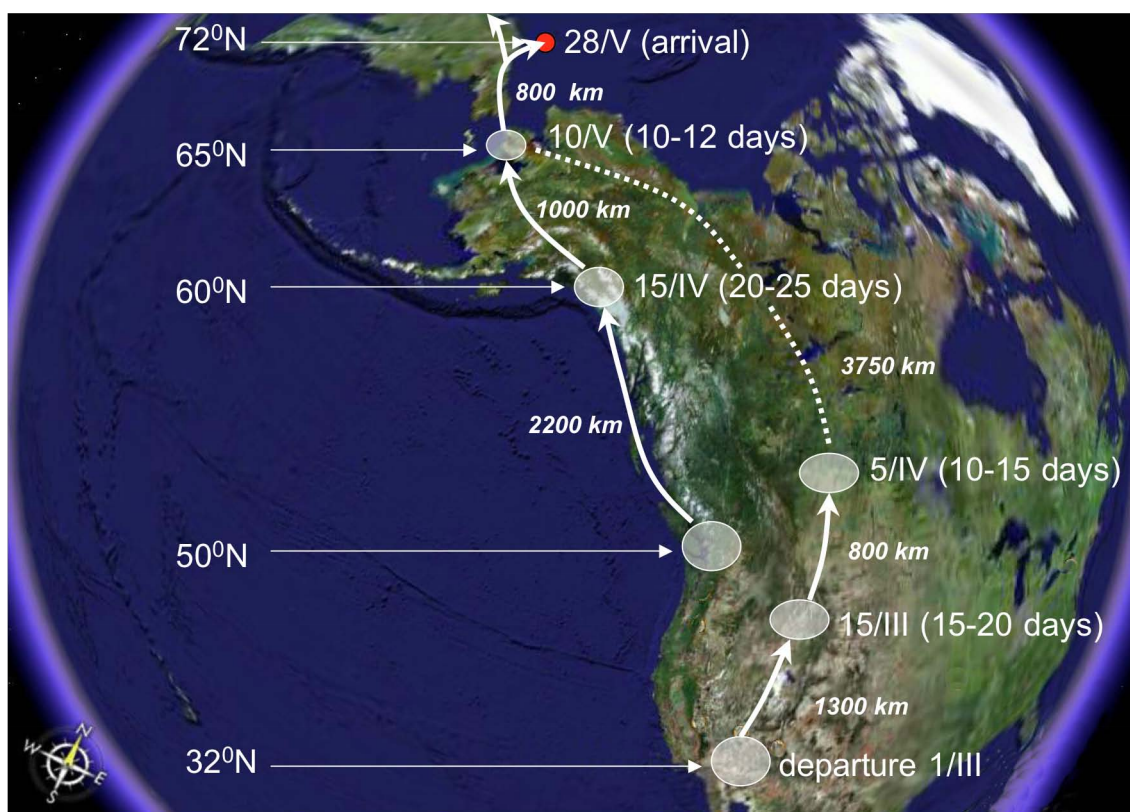 72⁰N
28/V (arrival)
800 km
10/V (10-12 days)
65⁰N
1000 km
60⁰N
15/IV (20-25 days)
3750 km
2200 km
5/IV (10-15 days)
50⁰N
800 km
15/III (15-20 days)
1300 km
32⁰N
departure 1/III
N
W
E
S